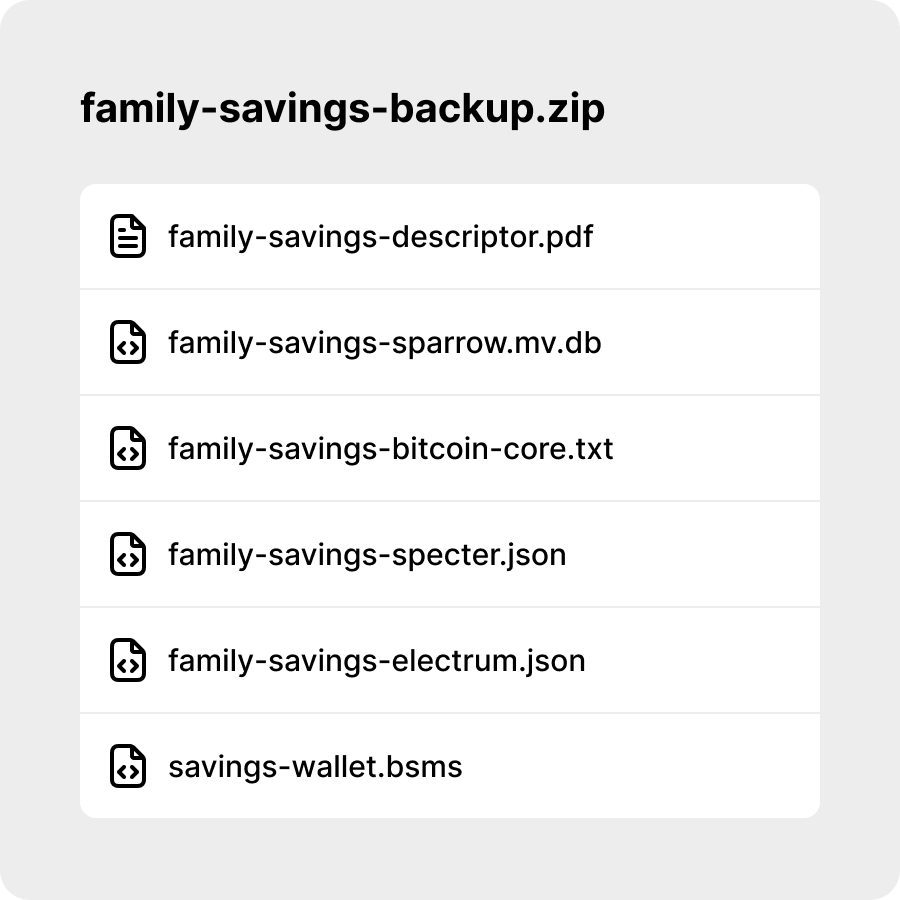 family-savings-backup.zip
family-savings-descriptor.pdf
family-savings-sparrow.mv.db
family-savings-bitcoin-core.txt
family-savings-specter.json
family-savings-electrum.json
savings-wallet.bsms